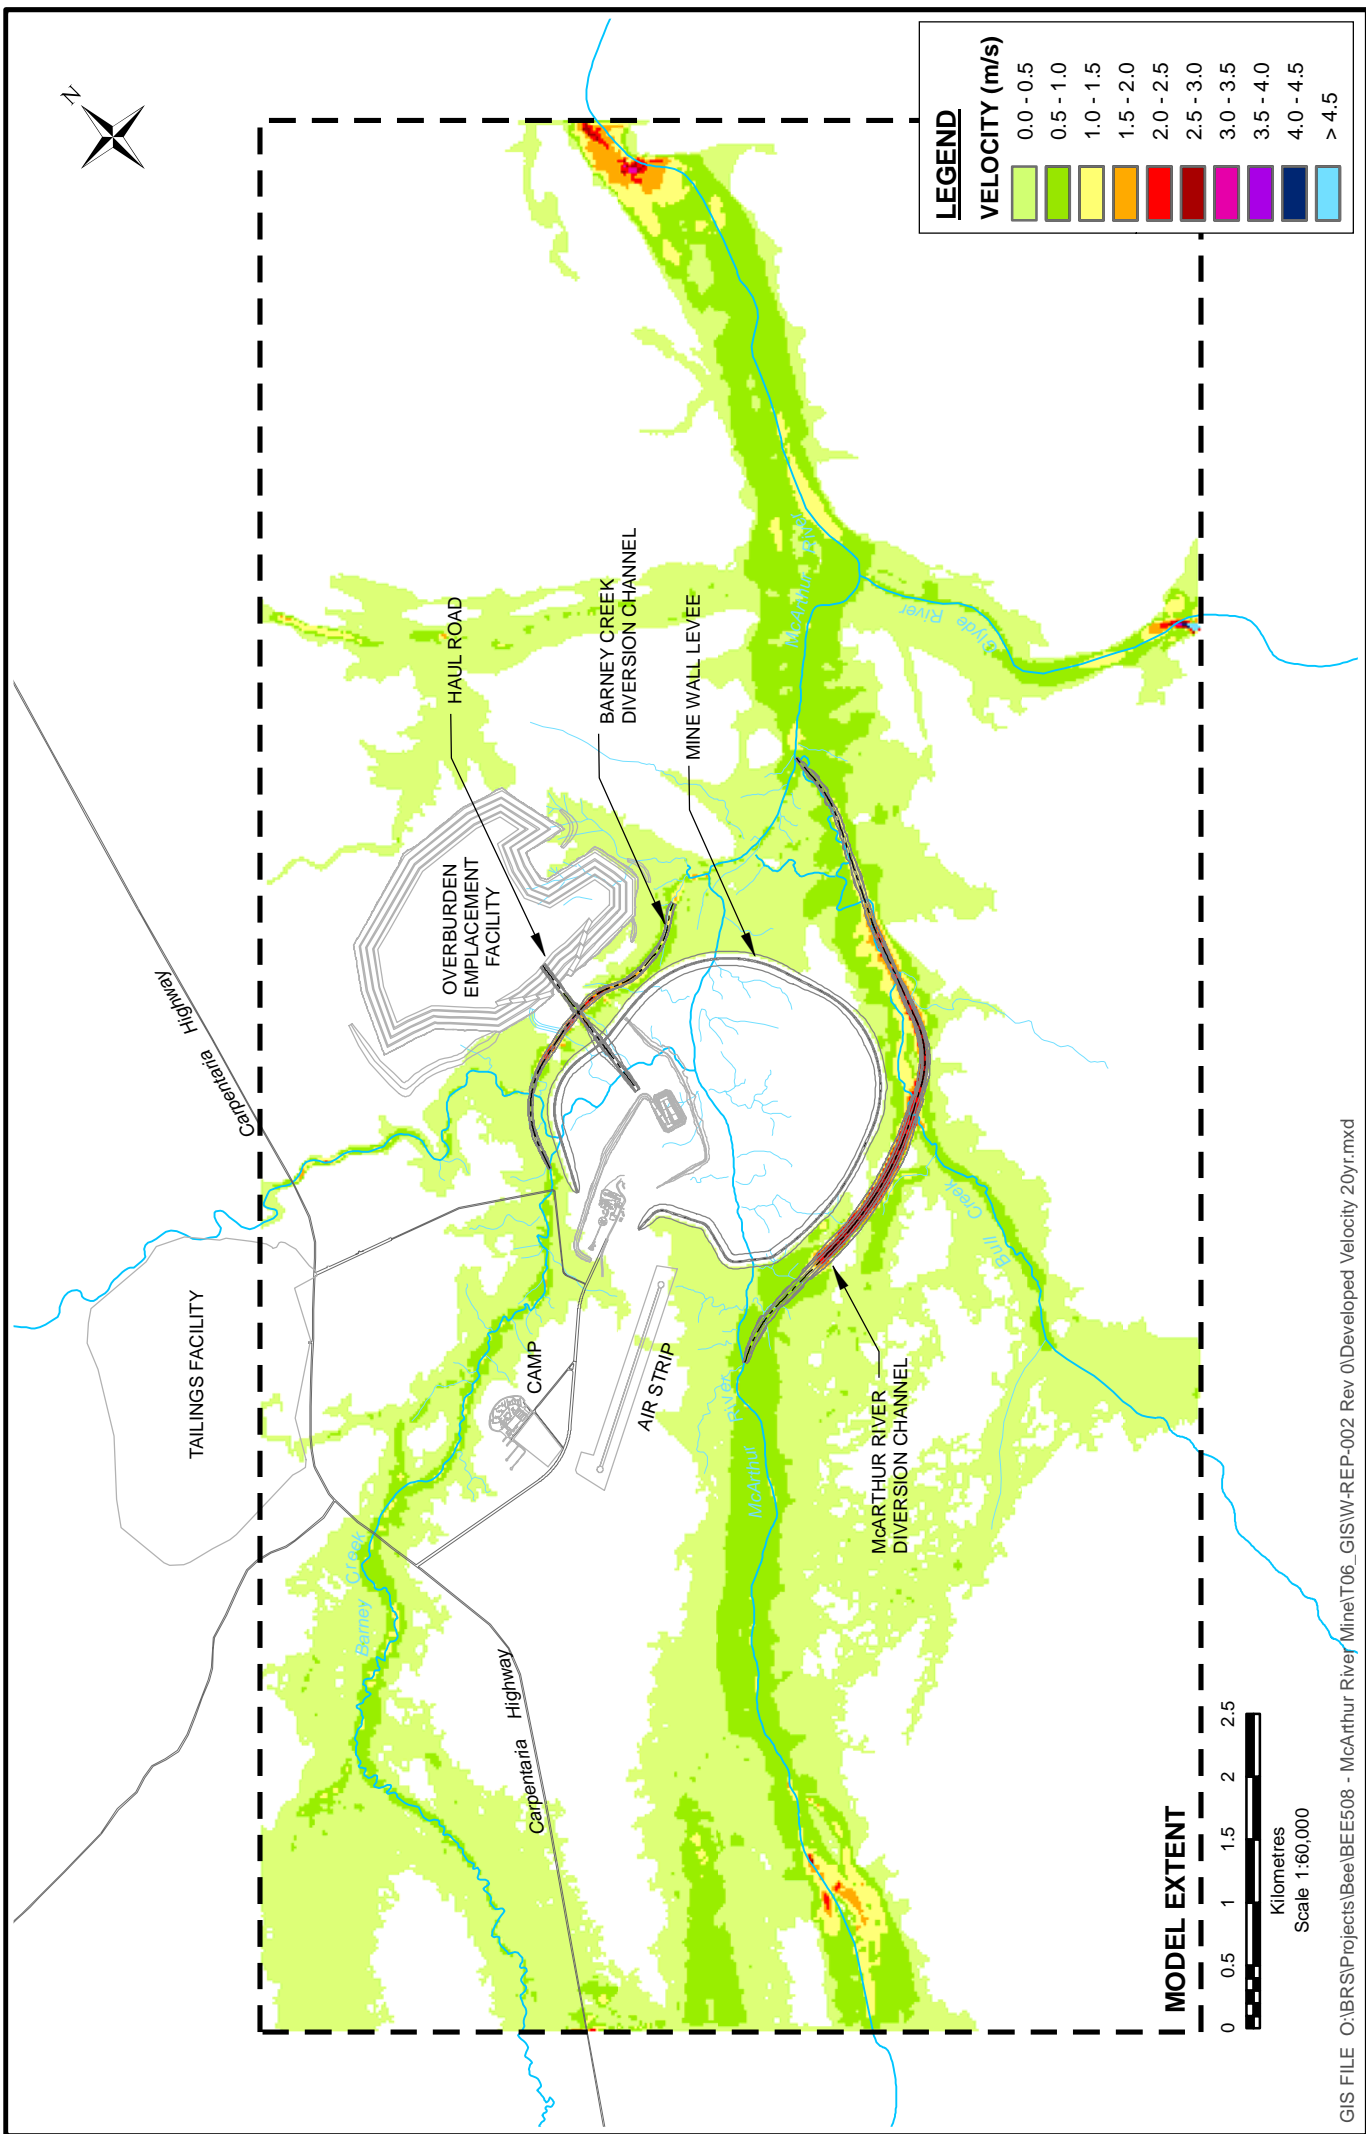 N
Carpentaria Highway
TAILINGS FACILITY
OVERBURDEN
EMPLACEMENT
FACILITY
HAUL ROAD
BARNEY CREEK
DIVERSION CHANNEL
MINE WALL LEVEE
Barney Creek
Carpentaria Highway
CAMP
AIR STRIP
McArthur River
McArthur River
Glyde River
Bull Creek
McARTHUR RIVER
DIVERSION CHANNEL
MODEL EXTENT
0 0.5 1 1.5 2 2.5
Kilometres
Scale 1:60,000
LEGEND
VELOCITY (m/s)
0.0 - 0.5
0.5 - 1.0
1.0 - 1.5
1.5 - 2.0
2.0 - 2.5
2.5 - 3.0
3.0 - 3.5
3.5 - 4.0
4.0 - 4.5
> 4.5
GIS FILE O:\BRS\Projects\Bee\BEE508 - McArthur River Mine\T06_GIS\W-REP-002 Rev 0\Developed Velocity 20yr.mxd